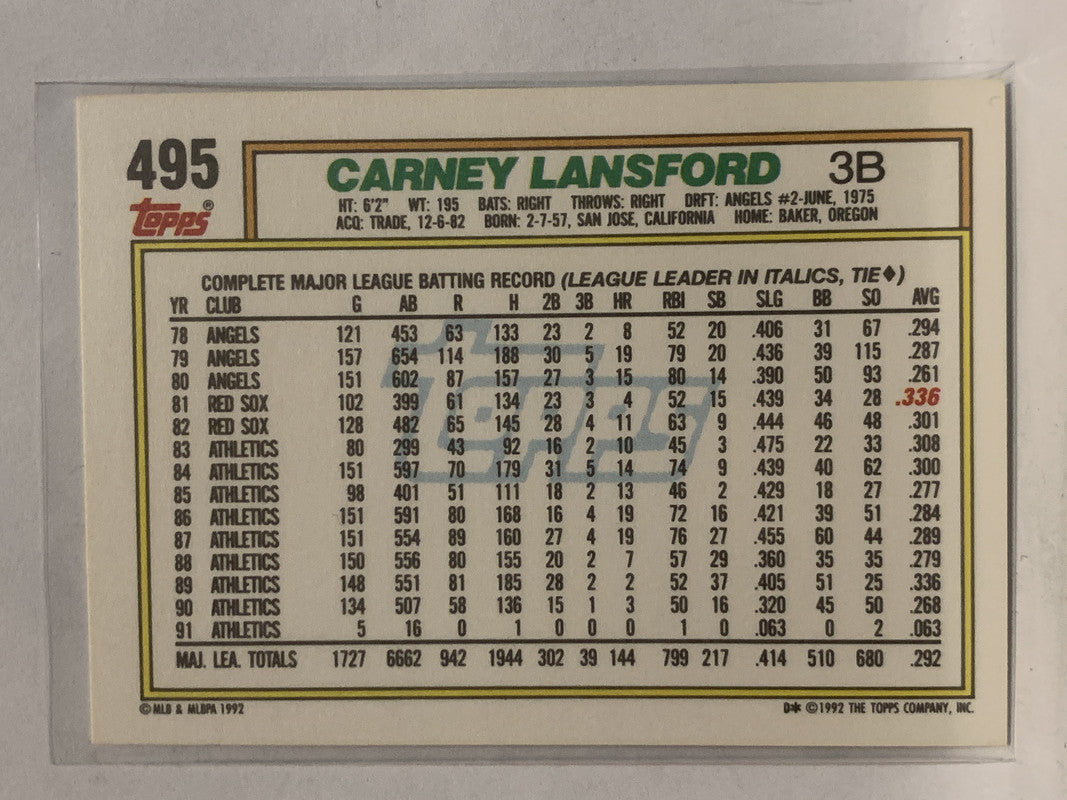 495
CARNEY LANSFORD 3B
topps®
HT: 6'2" WT: 195 BATS: RIGHT THROWS: RIGHT DRFT: ANGELS #2-JUNE, 1975
ACQ: TRADE, 12-6-82 BORN: 2-7-57, SAN JOSE, CALIFORNIA HOME: BAKER, OREGON
COMPLETE MAJOR LEAGUE BATTING RECORD (LEAGUE LEADER IN ITALICS, TIE♦)
YR CLUB G AB R H 2B 3B HR RBI SB SLG BB SO AVG
78 ANGELS 121 453 63 133 23 2 8 52 20 .406 31 67 .294
79 ANGELS 157 654 114 188 30 5 19 79 20 .436 39 115 .287
80 ANGELS 151 602 87 157 27 3 15 80 14 .390 50 93 .261
81 RED SOX 102 399 61 134 23 3 4 52 15 .439 34 28 .336
82 RED SOX 128 482 65 145 28 4 11 63 9 .444 46 48 .301
83 ATHLETICS 80 299 43 92 16 2 10 45 3 .475 22 33 .308
84 ATHLETICS 151 597 70 179 31 5 14 74 9 .439 40 62 .300
85 ATHLETICS 98 401 51 111 18 2 13 46 2 .429 18 27 .277
86 ATHLETICS 151 591 80 168 16 4 19 72 16 .421 39 51 .284
87 ATHLETICS 151 554 89 160 27 4 19 76 27 .455 60 44 .289
88 ATHLETICS 150 556 80 155 20 2 7 57 29 .360 35 35 .279
89 ATHLETICS 148 551 81 185 28 2 2 52 37 .405 51 25 .336
90 ATHLETICS 134 507 58 136 15 1 3 50 16 .320 45 50 .268
91 ATHLETICS 5 16 0 1 0 0 0 1 0 .063 0 2 .063
MAJ. LEA. TOTALS 1727 6662 942 1944 302 39 144 799 217 .414 510 680 .292
topps
© MLB & MLBPA 1992
D* ©1992 THE TOPPS COMPANY, INC.